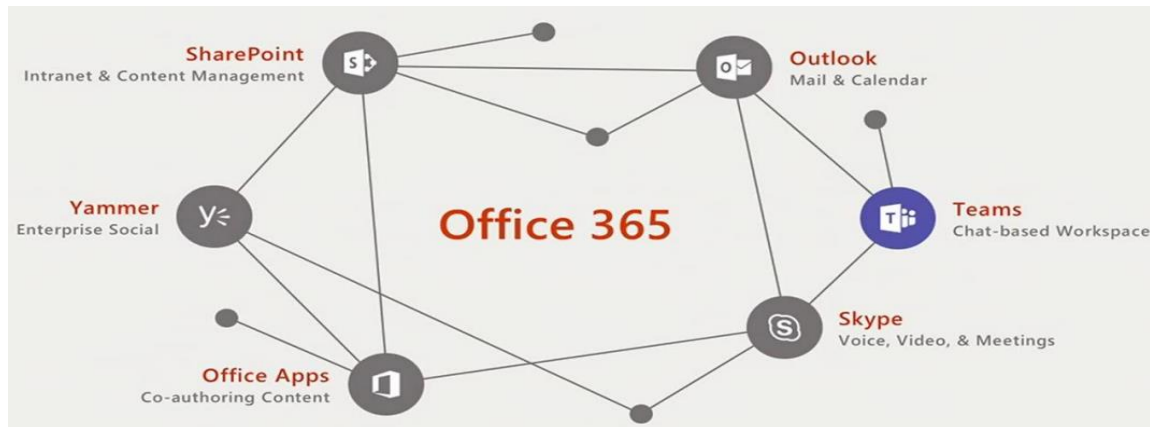 SharePoint
Intranet & Content Management
Outlook
Mail & Calendar
Yammer
Enterprise Social
Office 365
Teams
Chat-based Workspace
Skype
Voice, Video, & Meetings
Office Apps
Co-authoring Content